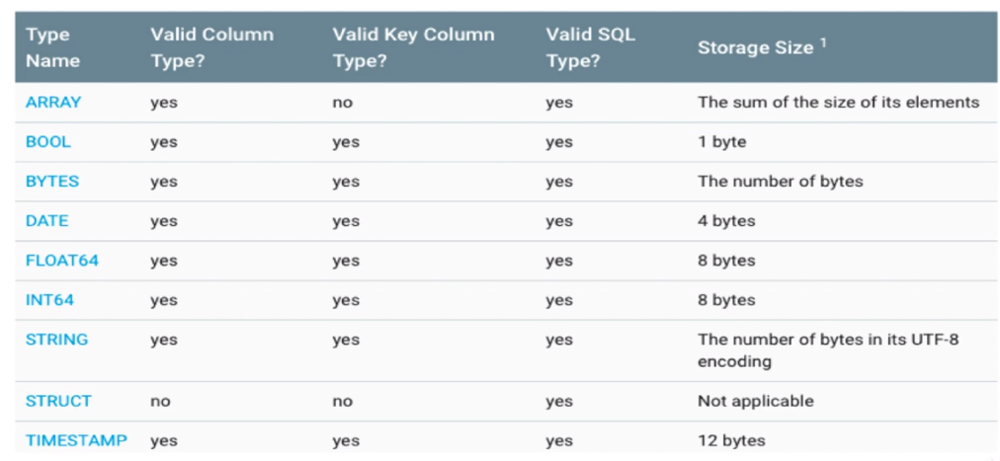 Type Name Valid Column Type? Valid Key Column Type? Valid SQL Type? Storage Size 1
ARRAY yes no yes The sum of the size of its elements
BOOL yes yes yes 1 byte
BYTES yes yes yes The number of bytes
DATE yes yes yes 4 bytes
FLOAT64 yes yes yes 8 bytes
INT64 yes yes yes 8 bytes
STRING yes yes yes The number of bytes in its UTF-8
encoding
STRUCT no no yes Not applicable
TIMESTAMP yes yes yes 12 bytes